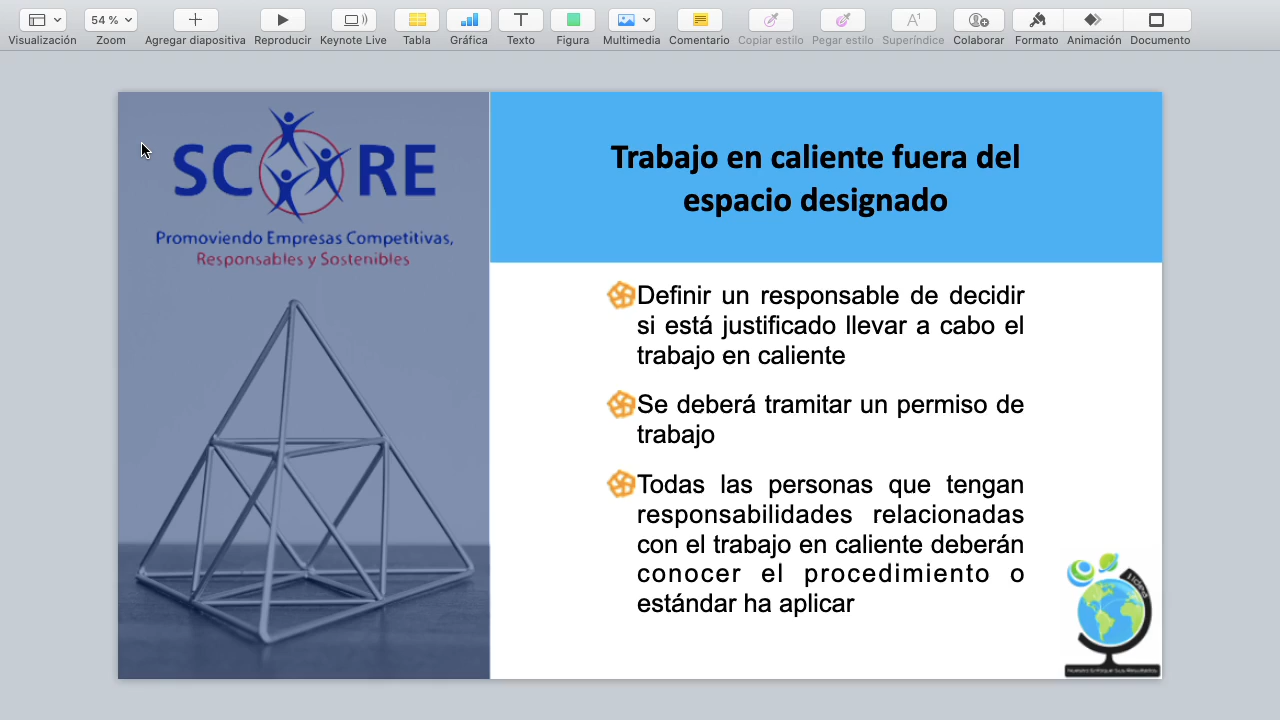 54 %
Visualización Zoom Agregar diapositiva Reproducir Keynote Live Tabla Gráfica Texto Figura Multimedia Comentario Copiar estilo Pegar estilo Superíndice Colaborar Formato Animación Documento
SCORE
Promoviendo Empresas Competitivas,
Responsables y Sostenibles
Trabajo en caliente fuera del
espacio designado
Definir un responsable de decidir
si está justificado llevar a cabo el
trabajo en caliente
Se deberá tramitar un permiso de
trabajo
Todas las personas que tengan
responsabilidades relacionadas
con el trabajo en caliente deberán
conocer el procedimiento o
estándar ha aplicar